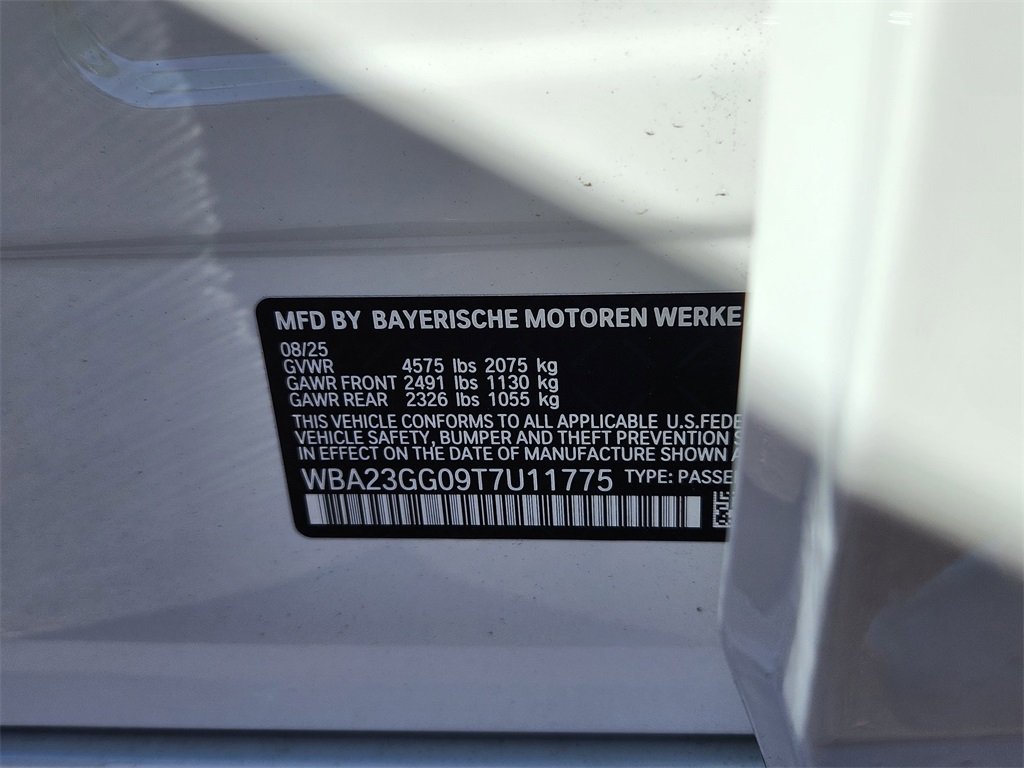 MFD BY BAYERISCHE MOTOREN WERKE
08/25
GVWR 4575 lbs 2075 kg
GAWR FRONT 2491 lbs 1130 kg
GAWR REAR 2326 lbs 1055 kg
THIS VEHICLE CONFORMS TO ALL APPLICABLE U.S.FEDE
VEHICLE SAFETY, BUMPER AND THEFT PREVENTION S
IN EFFECT ON THE DATE OF MANUFACTURE SHOWN A
WBA23GG09T7U11775 TYPE: PASSE